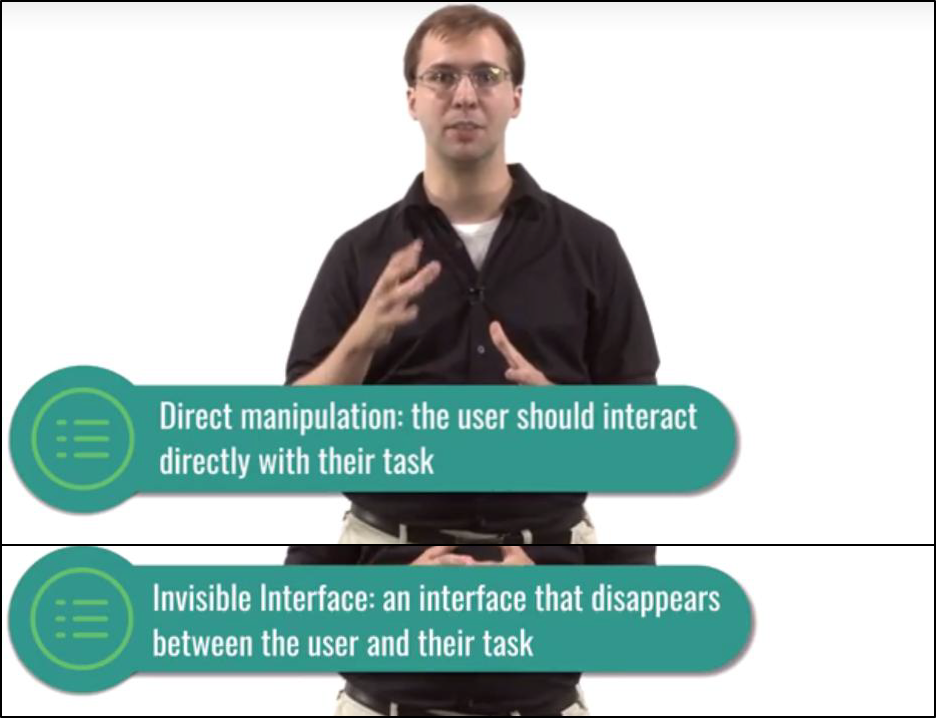 Direct manipulation: the user should interact
directly with their task
Invisible Interface: an interface that disappears
between the user and their task